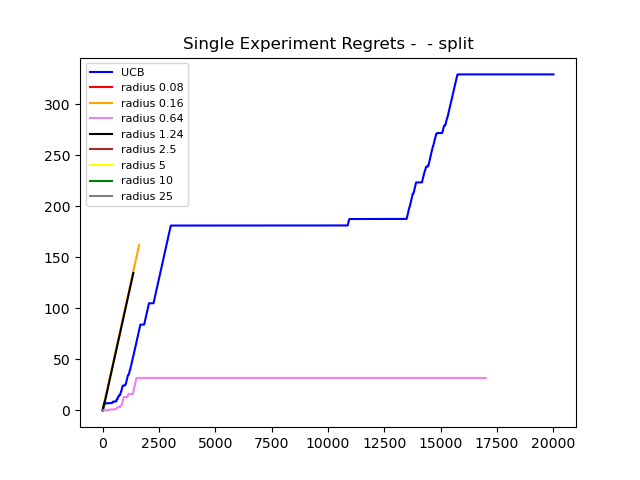 Single Experiment Regrets -  - split
UCB
radius 0.08
radius 0.16
radius 0.64
radius 1.24
radius 2.5
radius 5
radius 10
radius 25
300
250
200
150
100
50
0
0 2500 5000 7500 10000 12500 15000 17500 20000